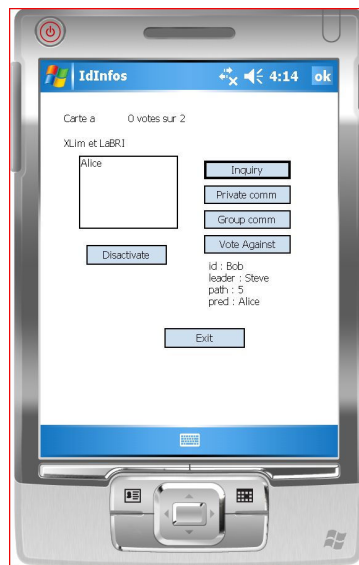 IdInfos 4:14 ok
Carte a 0 votes sur 2
XLim et LaBRI
Alice
Inquiry
Private comm
Group comm
Vote Against
Disactivate
id : Bob
leader : Steve
path : 5
pred : Alice
Exit